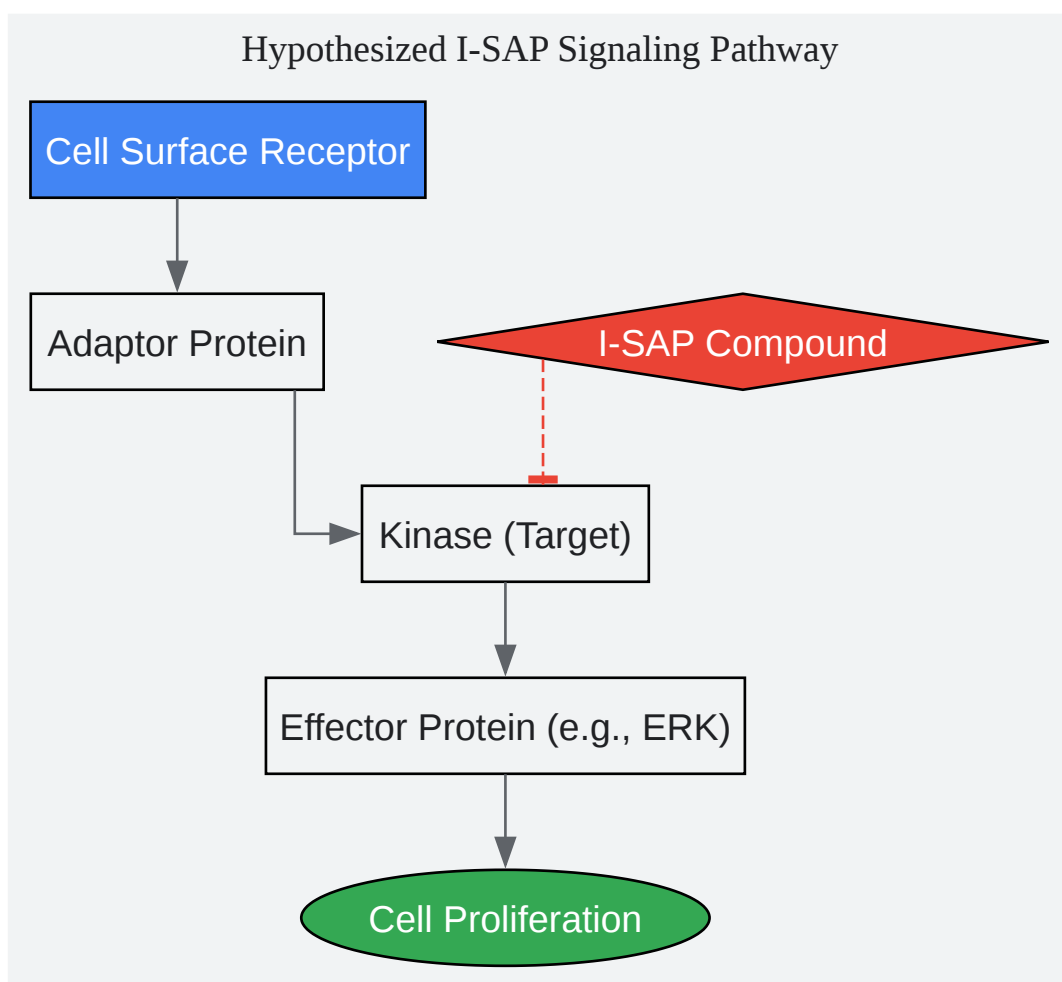 Hypothesized I-SAP Signaling Pathway
Cell Surface Receptor
Adaptor Protein
I-SAP Compound
Kinase (Target)
Effector Protein (e.g., ERK)
Cell Proliferation